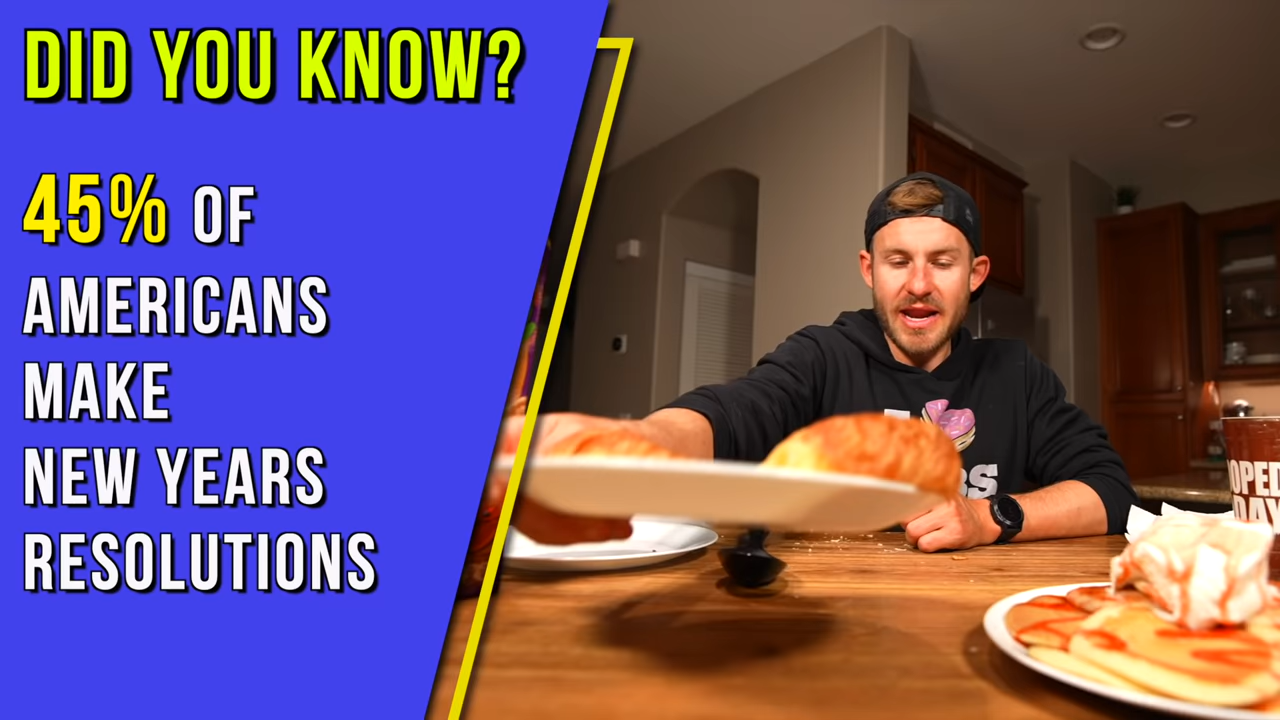 DID YOU KNOW?
45% OF
AMERICANS
MAKE
NEW YEARS
RESOLUTIONS